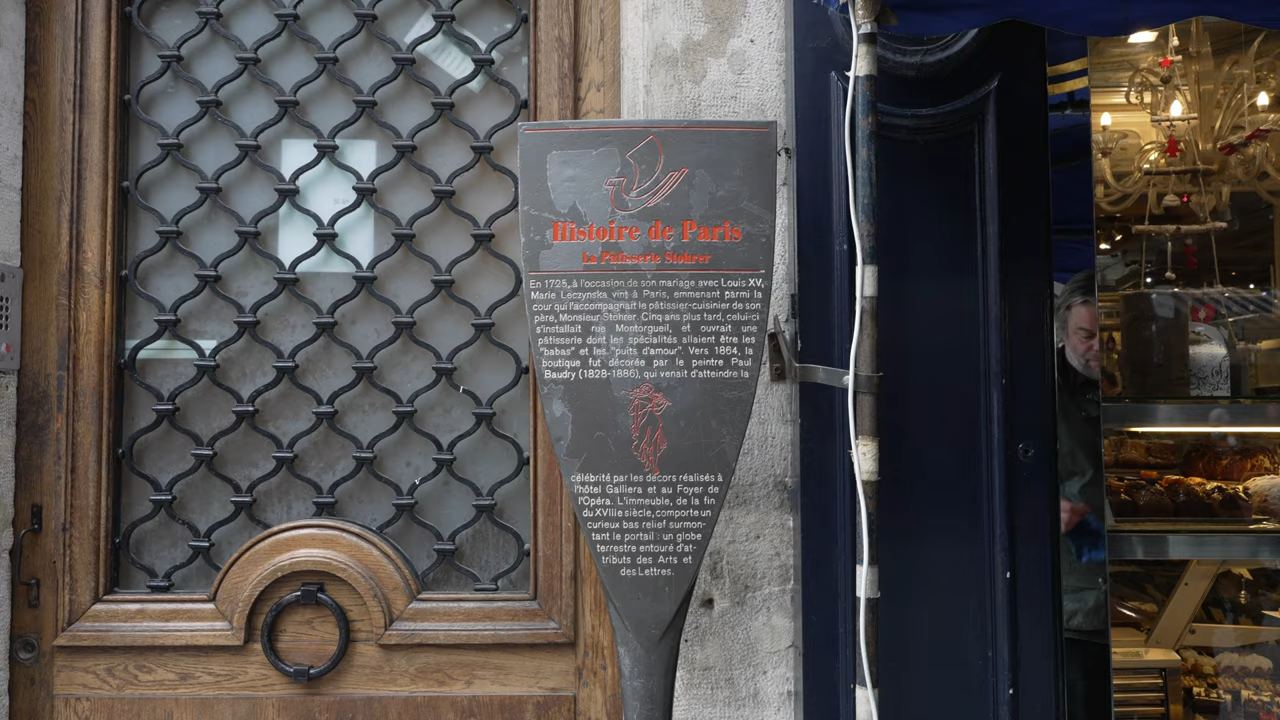 Histoire de Paris
La Pâtisserie Stohrer
En 1725, à l'occasion de son mariage avec Louis XV,
Marie Leczynska vint à Paris, emmenant parmi la
cour qui l'accompagnait le pâtissier-cuisinier de son
père, Monsieur Stohrer. Cinq ans plus tard, celui-ci
s'installait rue Montorgueil, et ouvrait une
pâtisserie dont les spécialités allaient être les
"babas" et les "puits d'amour". Vers 1864, la
boutique fut décorée par le peintre Paul
Baudry (1828-1886), qui venait d'atteindre la
célébrité par les décors réalisés à
l'hôtel Galliera et au Foyer de
l'Opéra. L'immeuble, de la fin
du XVIIIe siècle, comporte un
curieux bas relief surmon-
tant le portail : un globe
terrestre entouré d'at-
tributs des Arts et
des Lettres.